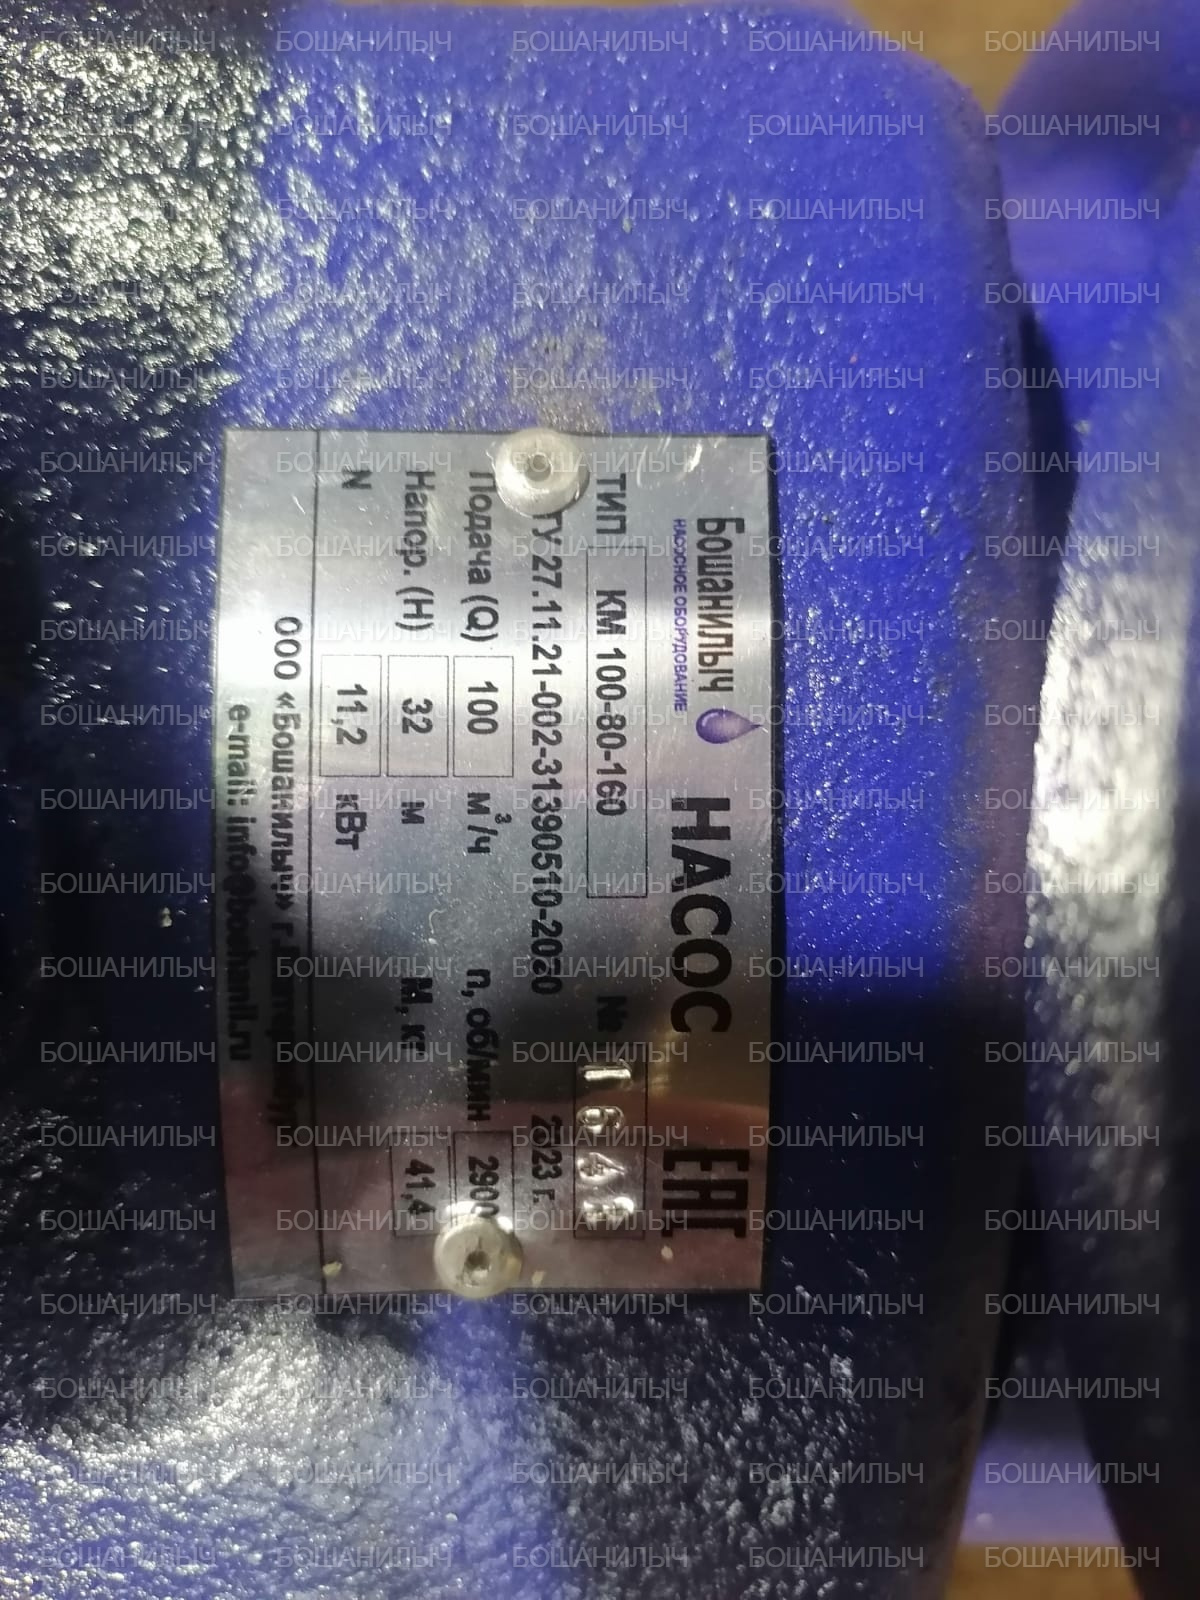 Бошанилыч НАСОС ЕАС
НАСОСНОЕ ОБОРУДОВАНИЕ
ТИП КМ 100-80-160 №
ТУ 27.11.21-002-31390510-2020 2023 г.
Подача (Q) 100 м³/ч n, об/мин 2900
Напор. (Н) 32 м М, кг 41,4
N 11,2 кВт
ООО «Бошанилыч» г.
e-mail: info@boshanil.ru
БОШАНИЛЫЧ